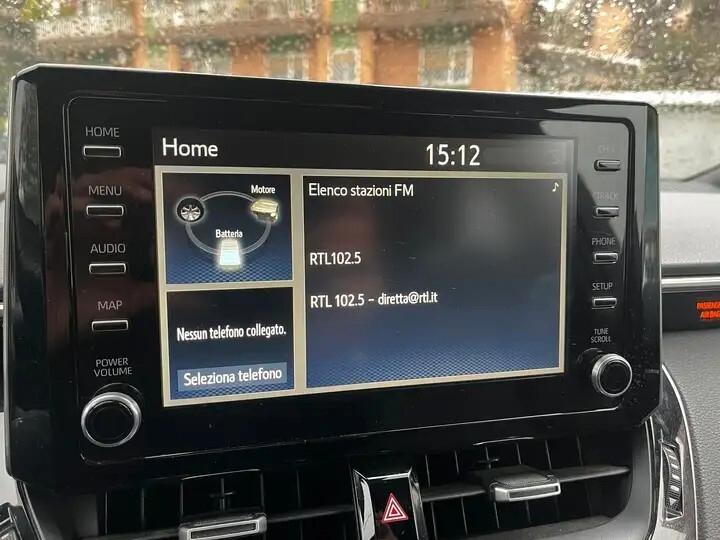 HOME
MENU
AUDIO
MAP
POWER
VOLUME
Home
15:12
Motore
Batteria
Nessun telefono collegato.
Seleziona telefono
Elenco stazioni FM
RTL102.5
RTL 102.5 - diretta@rtl.it
TRACK
PHONE
SETUP
TUNE
SCROLL